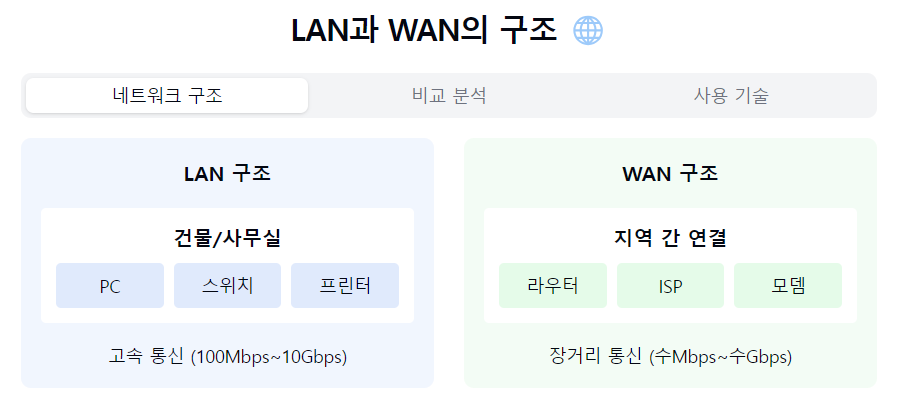 LAN과 WAN의 구조
네트워크 구조 비교 분석 사용 기술
LAN 구조
건물/사무실
PC 스위치 프린터
고속 통신 (100Mbps~10Gbps)
WAN 구조
지역 간 연결
라우터 ISP 모뎀
장거리 통신 (수Mbps~수Gbps)